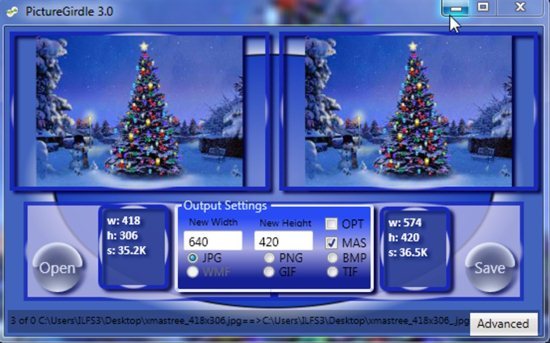 PictureGirdle 3.0
Output Settings
New Width
New Height
OPT
640
420
MAS
JPG
PNG
BMP
WMF
GIF
TIF
w: 418
h: 306
s: 35.2K
w: 574
h: 420
s: 36.5K
Open
Save
3 of 0 C:\Users\ILFS3\Desktop\xmastree_418x306.jpg==>C:\Users\ILFS3\Desktop\xmastree_418x306_.jpg
Advanced